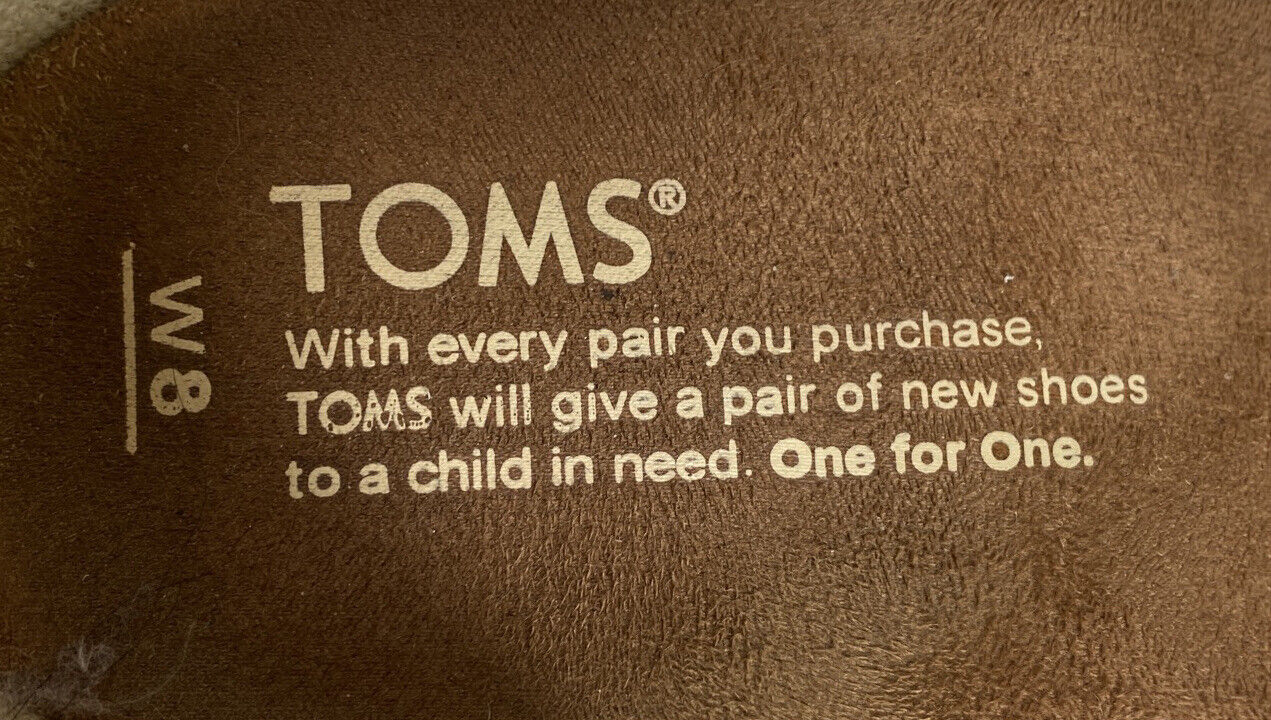 TOMS®
With every pair you purchase,
TOMS will give a pair of new shoes
to a child in need. One for One.
W8